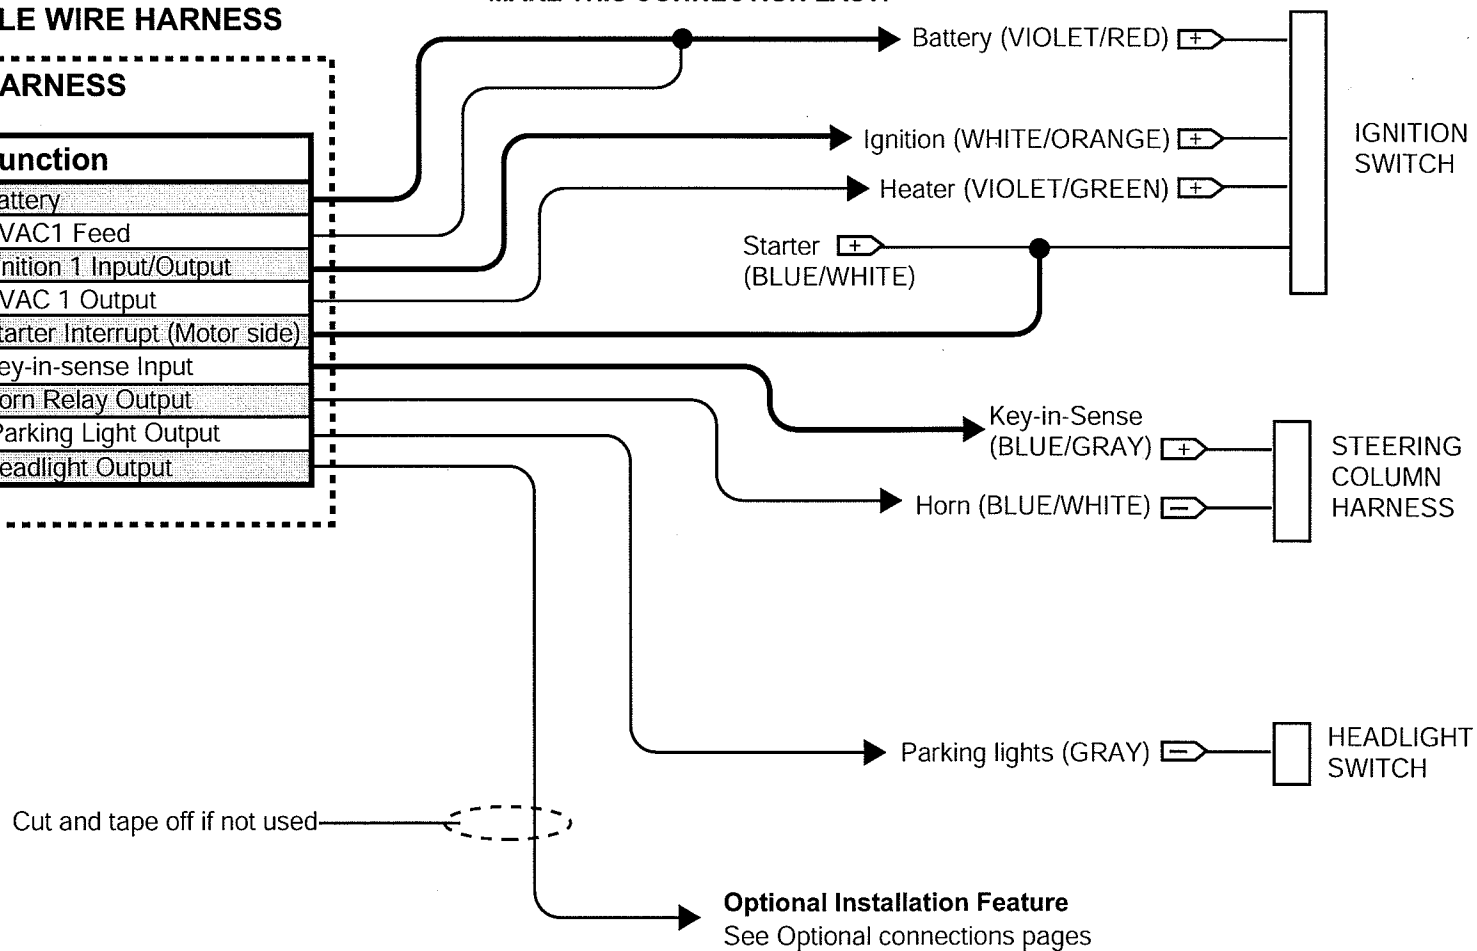 LE WIRE HARNESS
ARNESS
unction
attery
VAC1 Feed
nition 1 Input/Output
VAC 1 Output
tarter Interrupt (Motor side)
ey-in-sense Input
orn Relay Output
Parking Light Output
eadlight Output
Battery (VIOLET/RED) +
Ignition (WHITE/ORANGE) +
Heater (VIOLET/GREEN) +
Starter +
(BLUE/WHITE)
IGNITION
SWITCH
Key-in-Sense
(BLUE/GRAY) +
Horn (BLUE/WHITE) –
STEERING
COLUMN
HARNESS
Parking lights (GRAY) –
HEADLIGHT
SWITCH
Cut and tape off if not used
Optional Installation Feature
See Optional connections pages